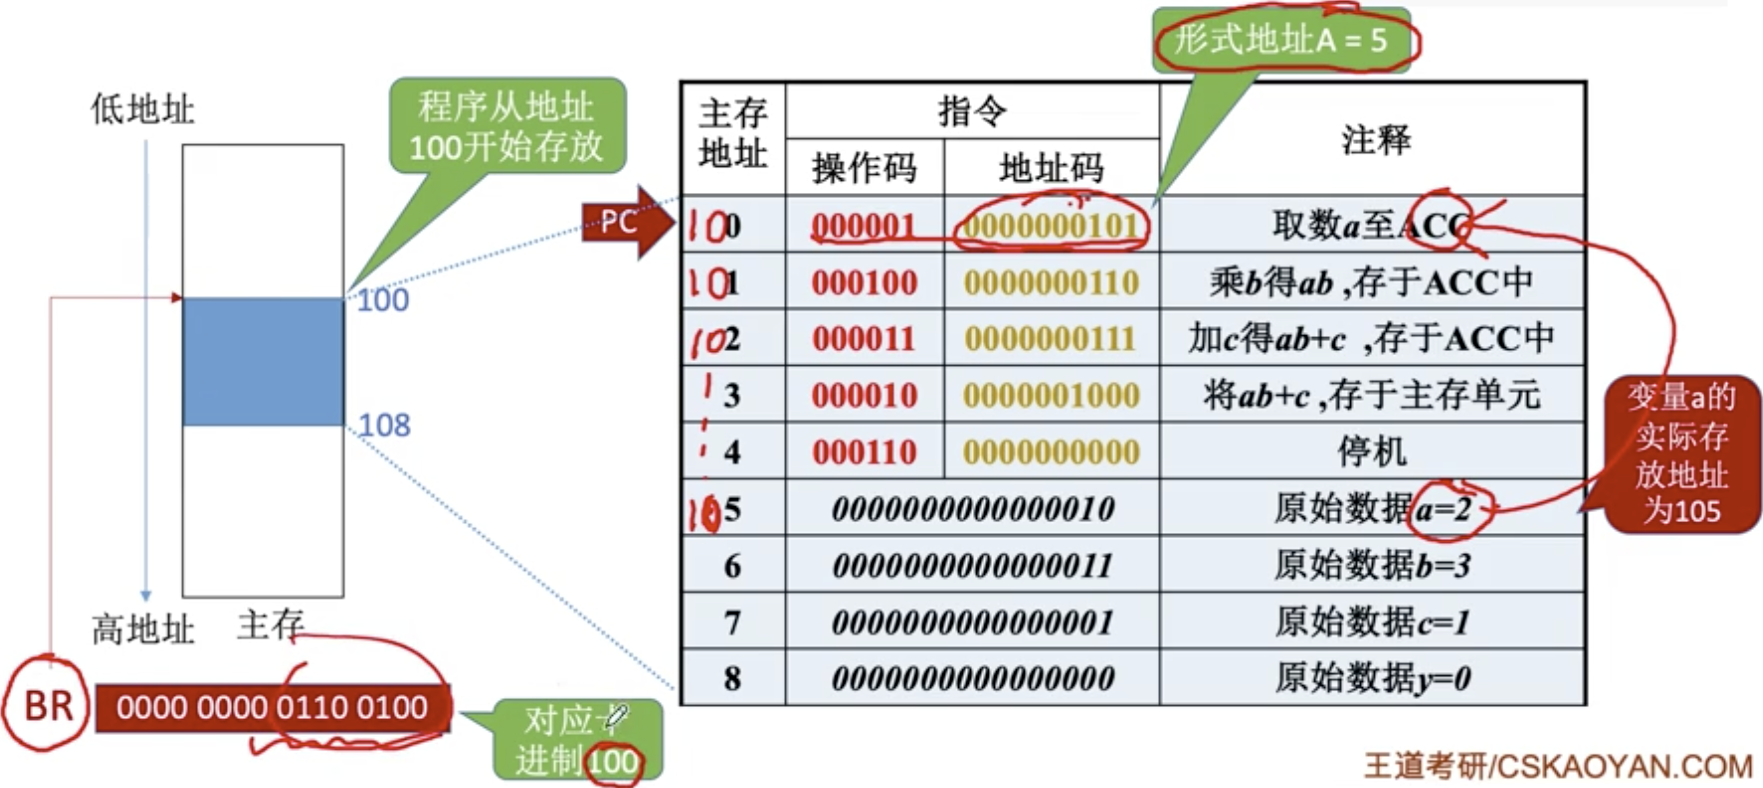 形式地址A = 5
程序从地址
100开始存放
低地址
高地址
主存
100
108
BR
0000 0000 0110 0100
对应十
进制100
PC
主存
地址
指令
操作码
地址码
注释
100
000001
0000000101
取数a至ACC
101
000100
0000000110
乘b得ab ,存于ACC中
102
000011
0000000111
加c得ab+c ,存于ACC中
3
000010
0000001000
将ab+c ,存于主存单元
4
000110
0000000000
停机
105
0000000000000010
原始数据a=2
6
0000000000000011
原始数据b=3
7
0000000000000001
原始数据c=1
8
0000000000000000
原始数据y=0
变量a的
实际存
放地址
为105
王道考研/CSKAOYAN.COM